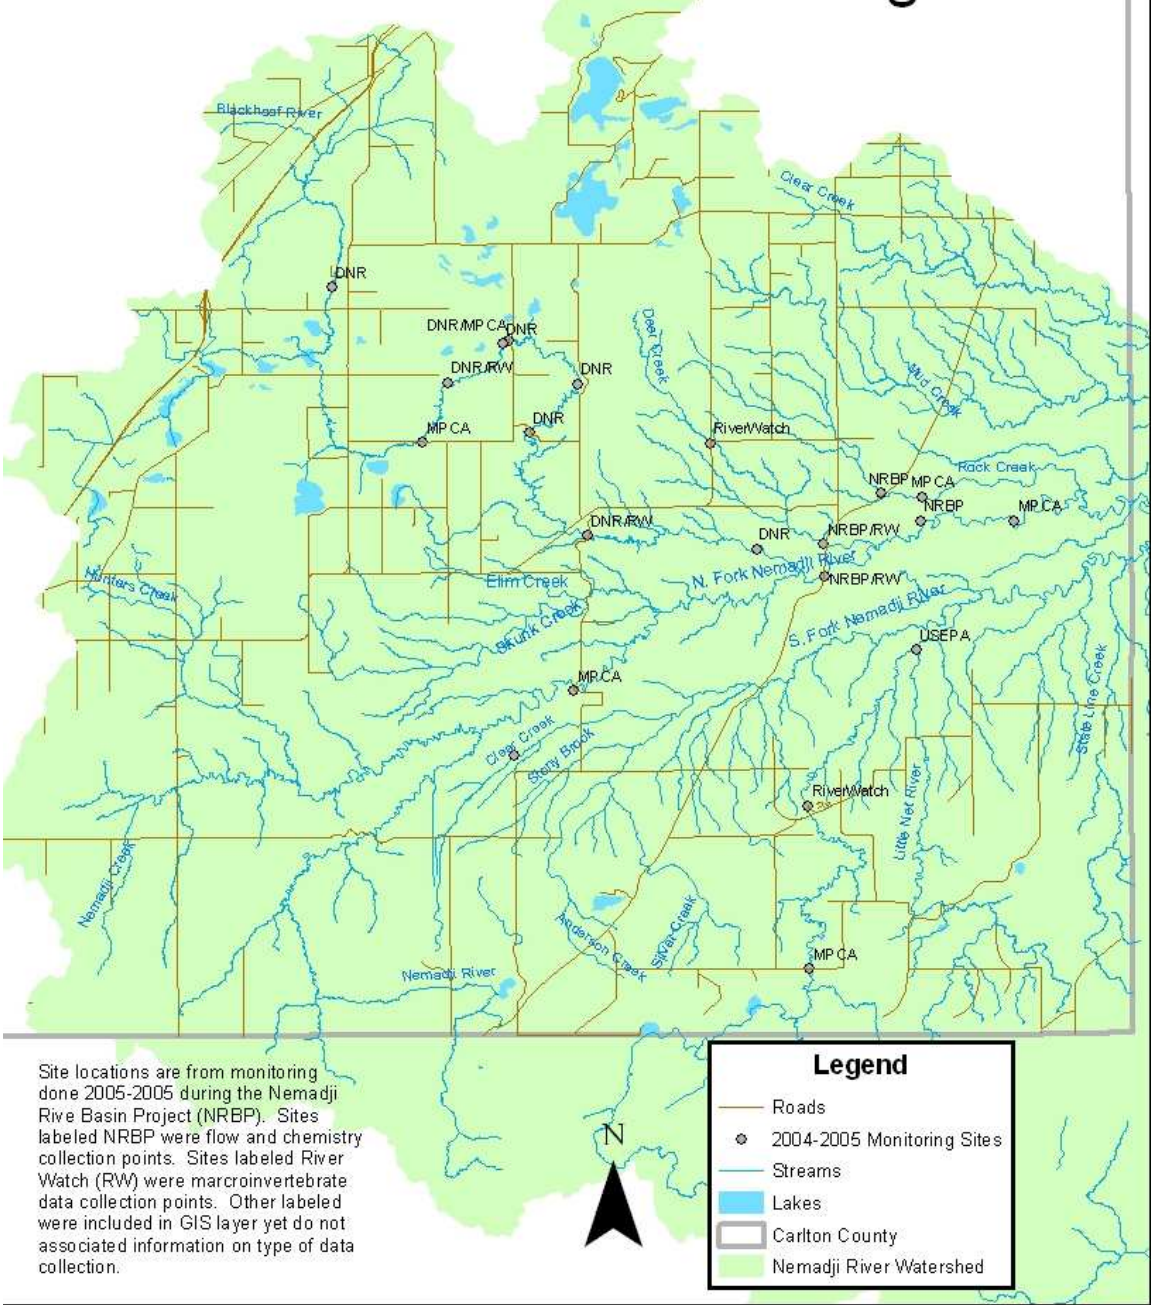 Blackhoof River
Clear Creek
DNR
DNR/MPCA
DNR
Deer Creek
DNR/RW
DNR
Mud Creek
DNR
MPCA
RiverWatch
Rock Creek
NRBP
MPCA
NRBP
MPCA
DNR/RW
DNR
NRBP/RW
N. Fork Nemadji River
NRBP/RW
Elim Creek
Hunters Creek
Skunk Creek
S. Fork Nemadji River
USEPA
MPCA
State Line Creek
Clear Creek
Stony Brook
RiverWatch
Little Net River
Nemadji Creek
Anderson Creek
Silver Creek
MPCA
Nemadji River
Site locations are from monitoring
done 2005-2005 during the Nemadji
Rive Basin Project (NRBP). Sites
labeled NRBP were flow and chemistry
collection points. Sites labeled River
Watch (RW) were marcroinvertebrate
data collection points. Other labeled
were included in GIS layer yet do not
associated information on type of data
collection.
N
Legend
Roads
2004-2005 Monitoring Sites
Streams
Lakes
Carlton County
Nemadji River Watershed